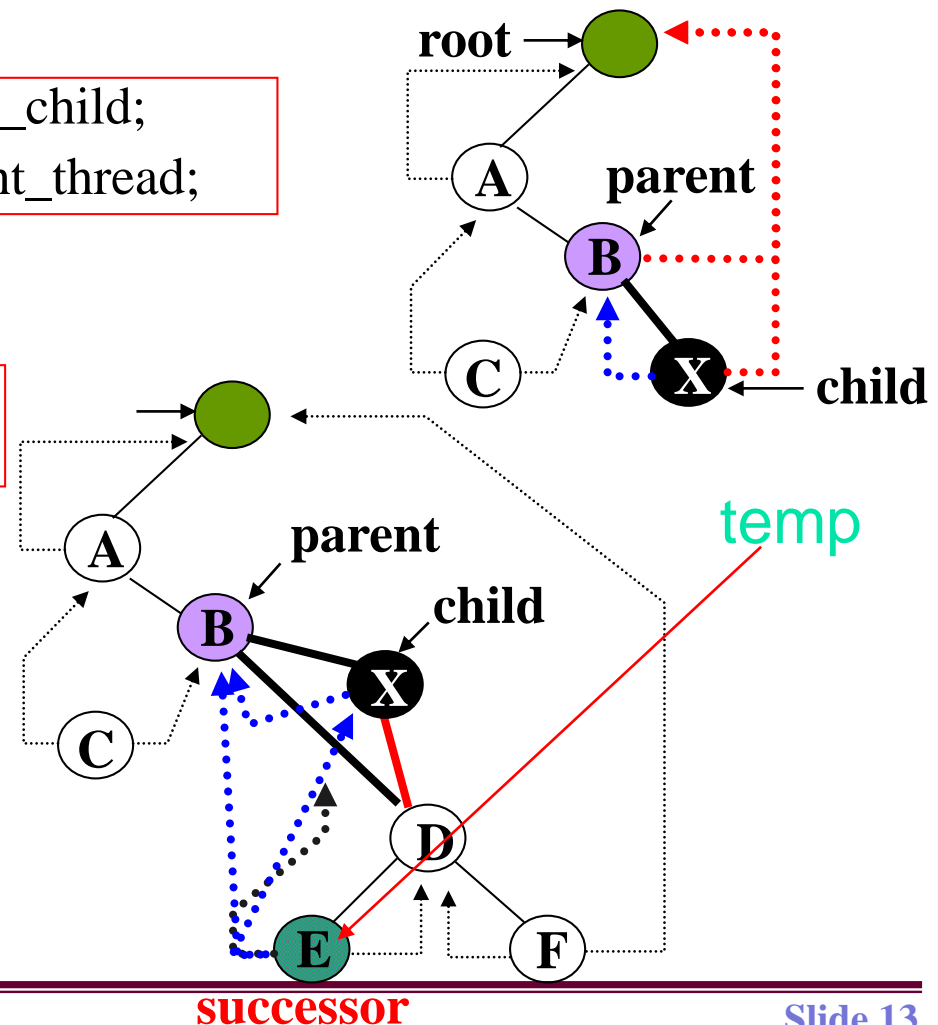 root
_child;
nt_thread;
A
parent
B
C
X
child
temp
A
parent
child
B
X
C
D
E
F
successor
Slide 13